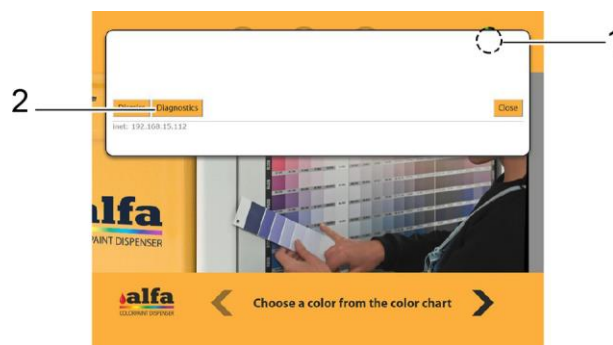 1
2
Diagnostics
Close
inet: 192.168.15.112
alfa
PAINT DISPENSER
alfa
COLORPAINT DISPENSER
Choose a color from the color chart